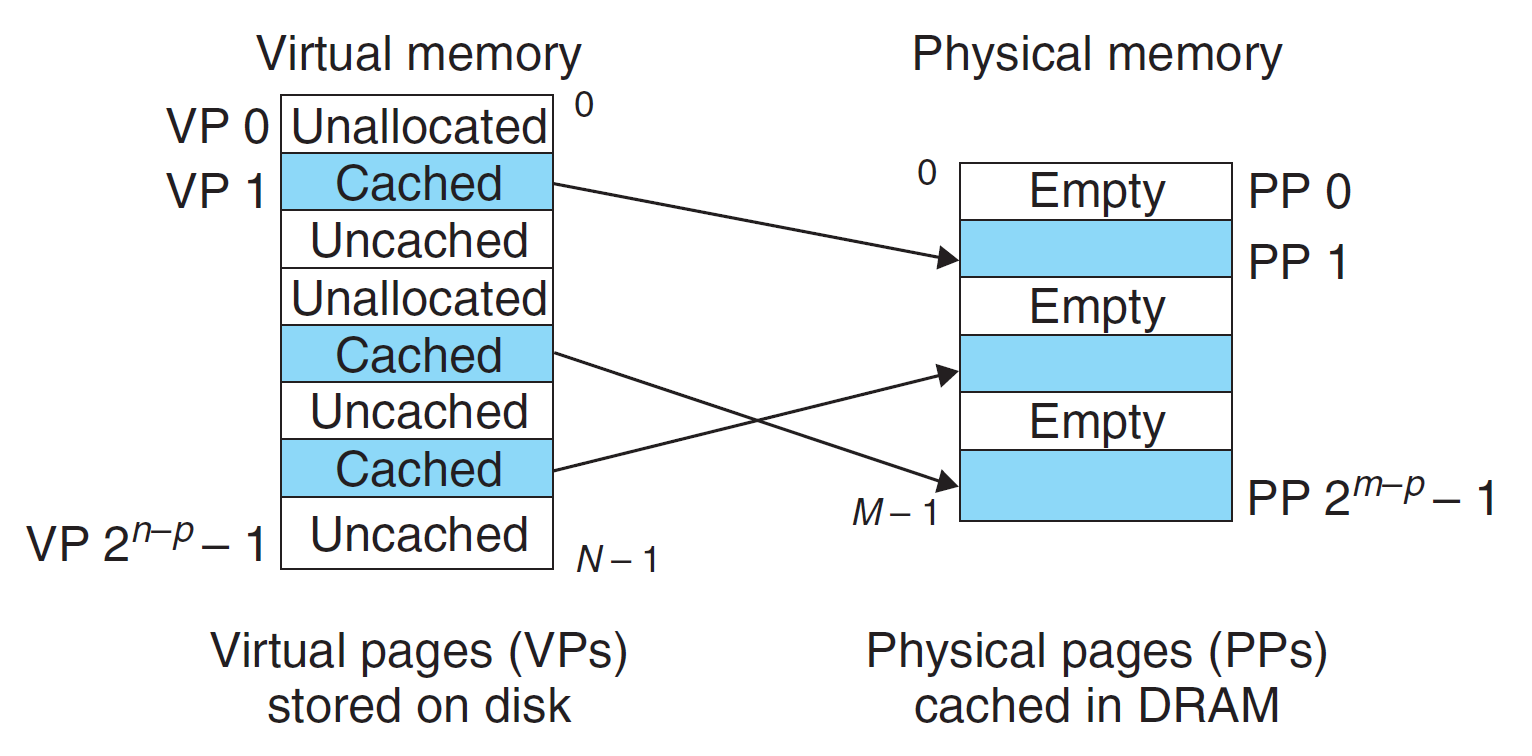 Virtual memory
0
VP 0 Unallocated
VP 1 Cached
Uncached
Unallocated
Cached
Uncached
Cached
VP 2^{n–p} – 1 Uncached
N – 1
Virtual pages (VPs)
stored on disk
Physical memory
0
Empty PP 0
PP 1
Empty
Empty
M – 1
PP 2^{m–p} – 1
Physical pages (PPs)
cached in DRAM